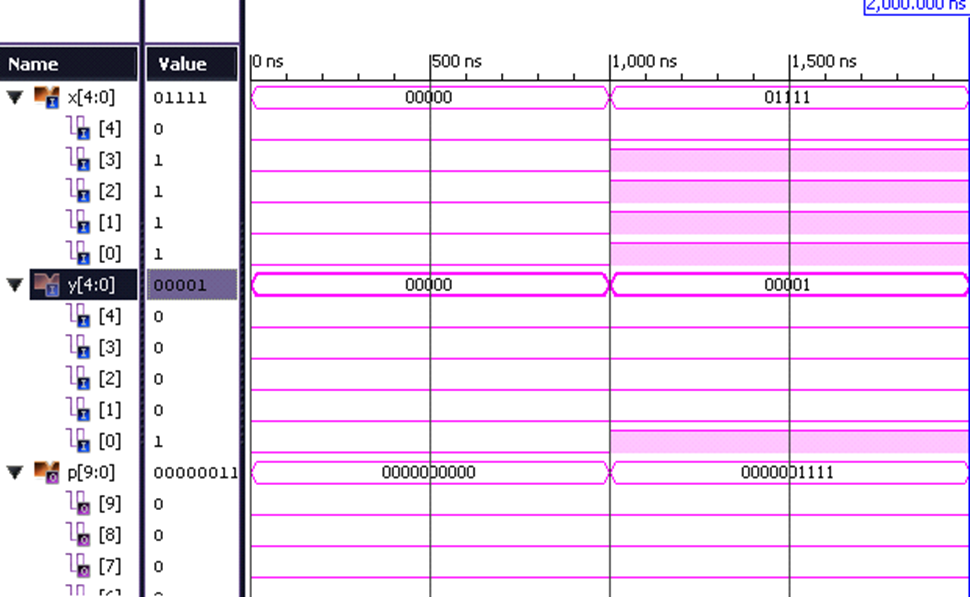 2,000.000 ns
Name Value 0 ns 500 ns 1,000 ns 1,500 ns
x[4:0] 01111 00000 01111
[4] 0
[3] 1
[2] 1
[1] 1
[0] 1
y[4:0] 00001 00000 00001
[4] 0
[3] 0
[2] 0
[1] 0
[0] 1
p[9:0] 00000011 0000000000 0000001111
[9] 0
[8] 0
[7] 0